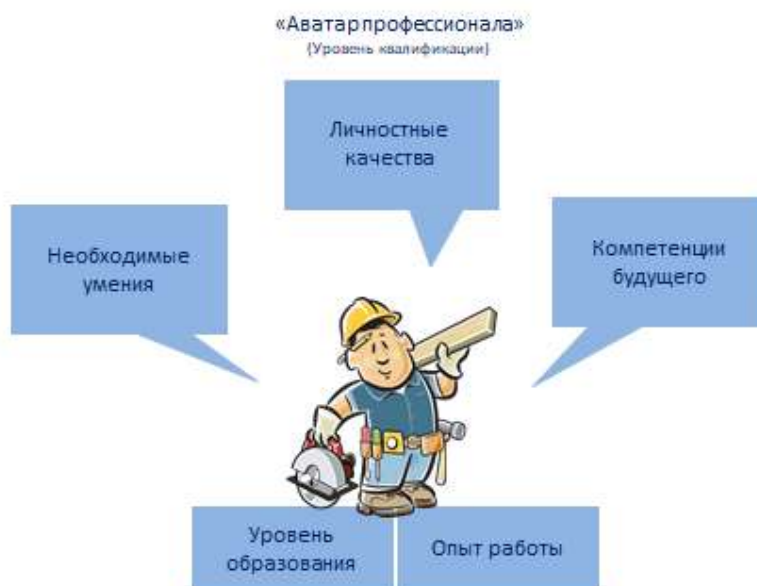 «Аватар профессионала»
(Уровень квалификации)
Личностные
качества
Необходимые
умения
Компетенции
будущего
Уровень
образования
Опыт работы